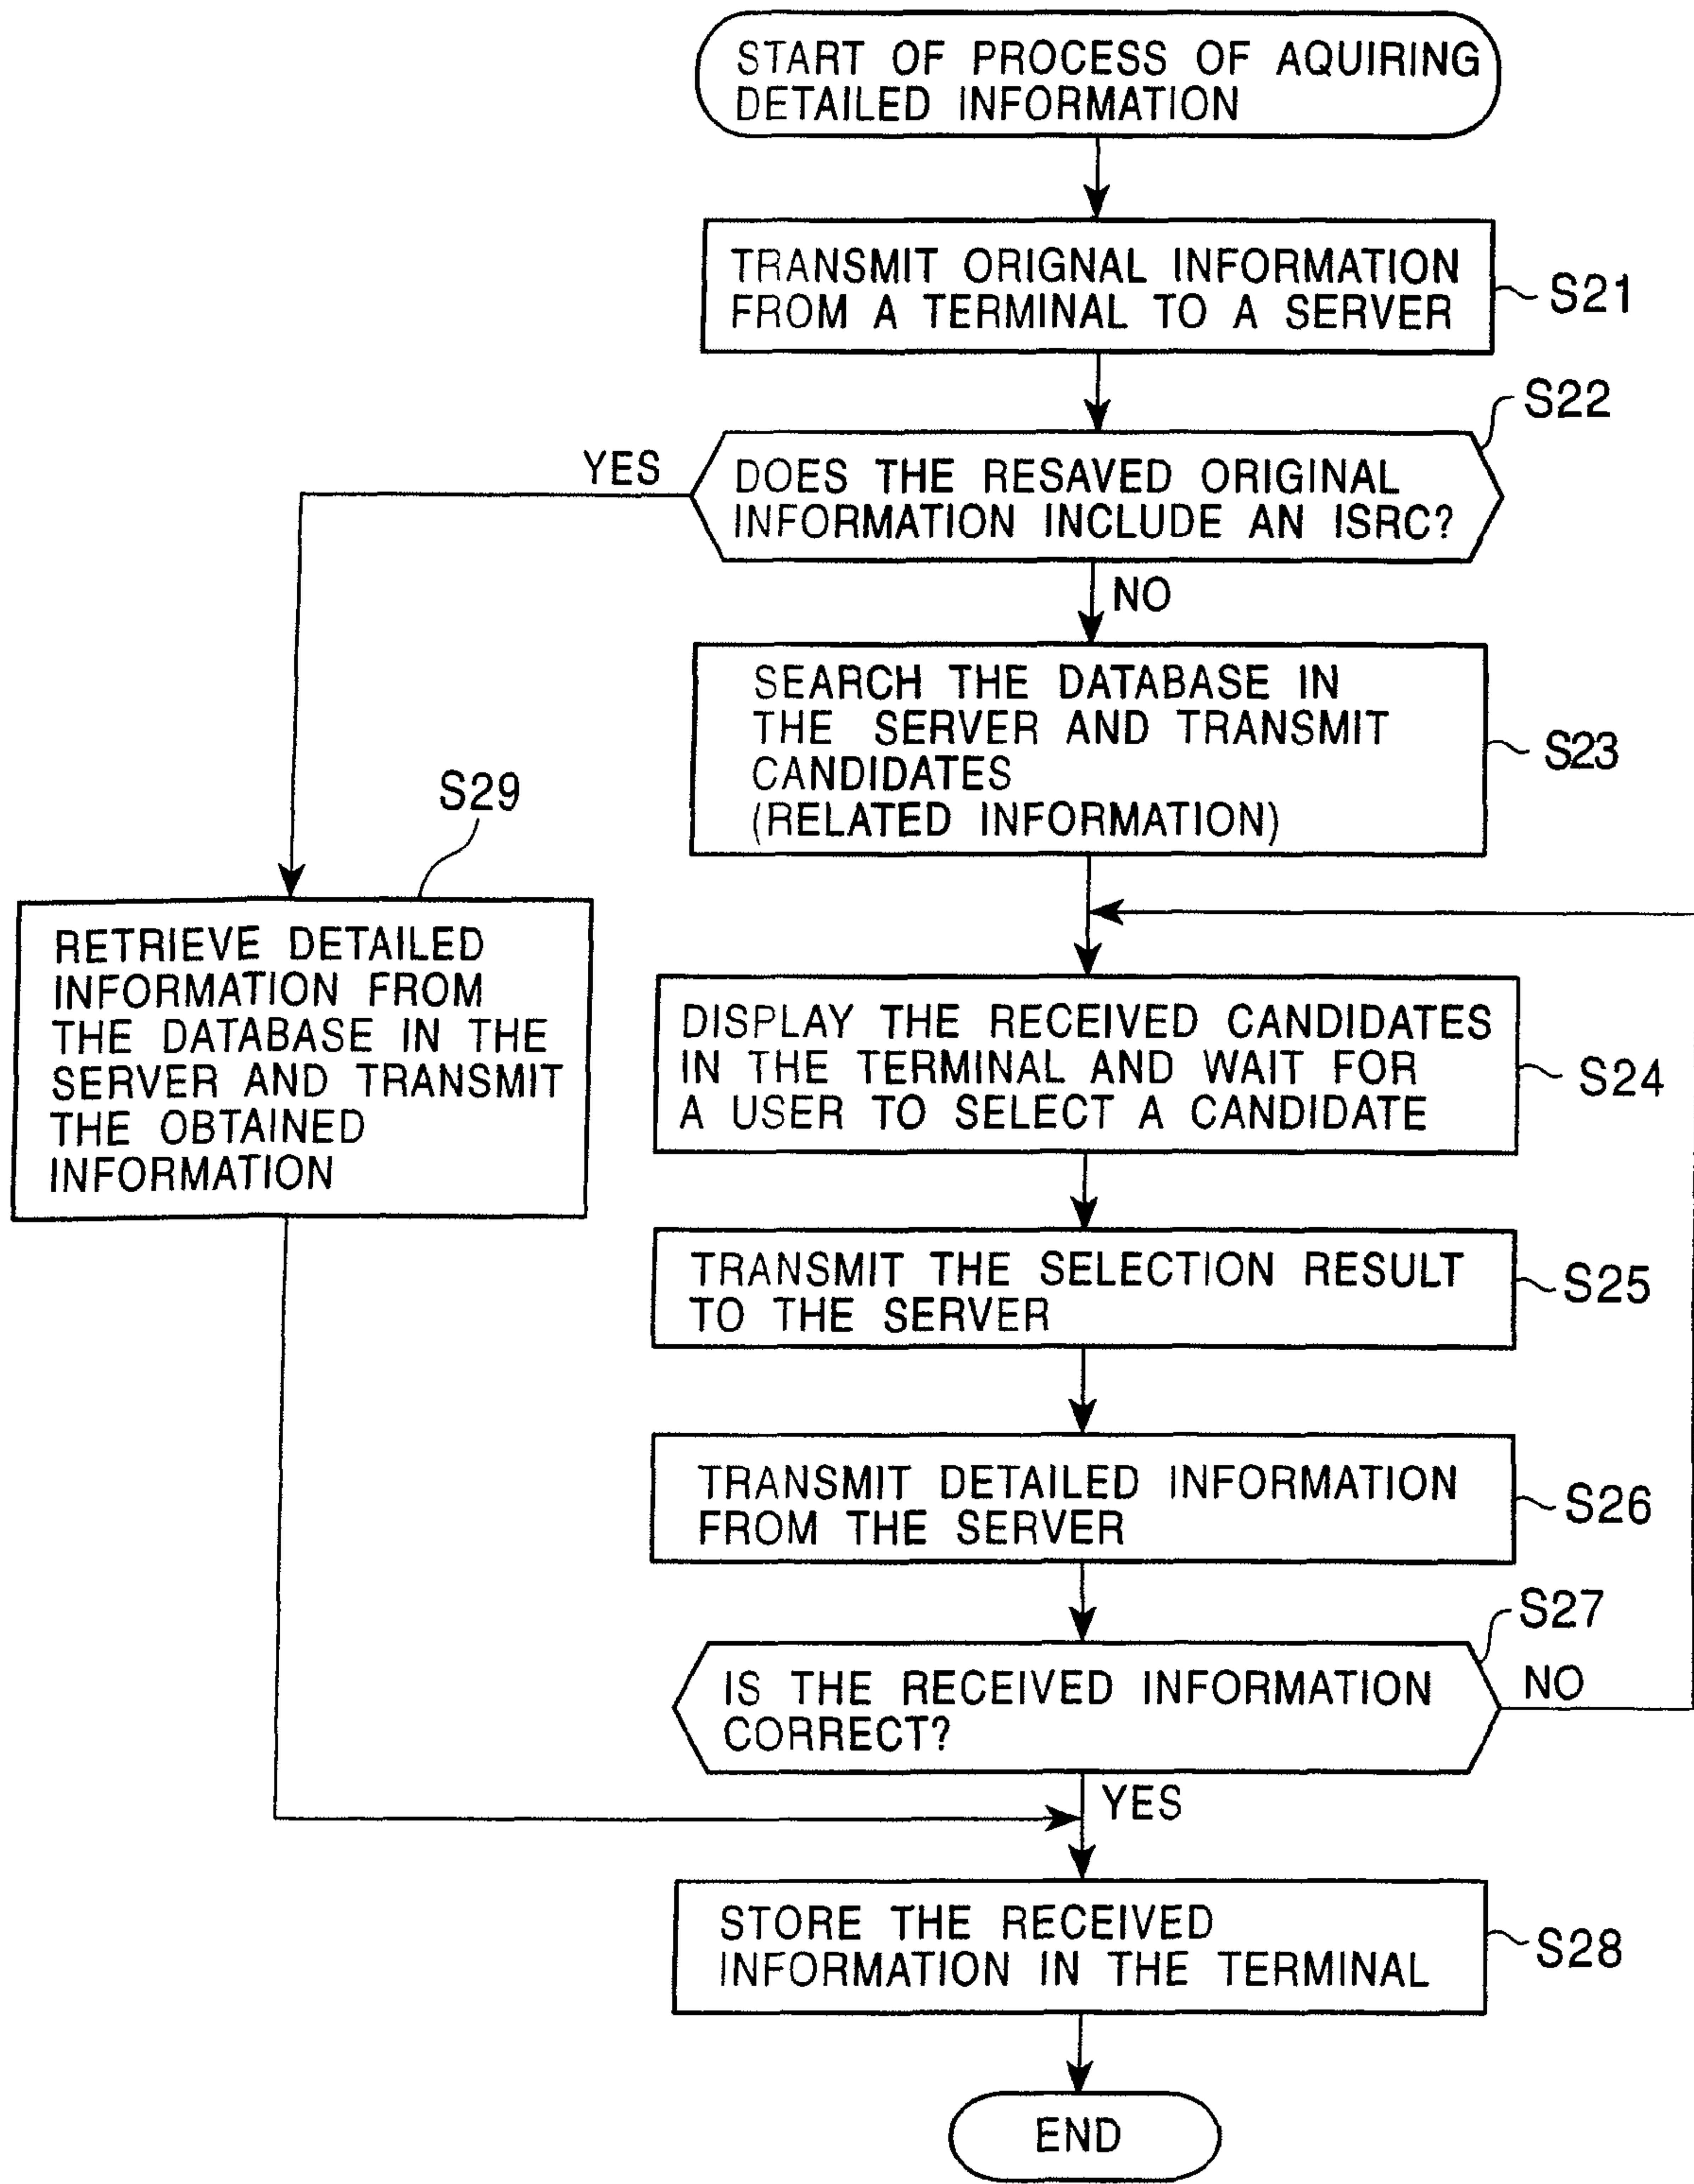 START OF PROCESS OF AQUIRING
DETAILED INFORMATION
TRANSMIT ORIGNAL INFORMATION
FROM A TERMINAL TO A SERVER
S21
S22
YES
DOES THE RESAVED ORIGINAL
INFORMATION INCLUDE AN ISRC?
NO
SEARCH THE DATABASE IN
THE SERVER AND TRANSMIT
CANDIDATES
(RELATED INFORMATION)
S23
S29
RETRIEVE DETAILED
INFORMATION FROM
THE DATABASE IN THE
SERVER AND TRANSMIT
THE OBTAINED
INFORMATION
DISPLAY THE RECEIVED CANDIDATES
IN THE TERMINAL AND WAIT FOR
A USER TO SELECT A CANDIDATE
S24
TRANSMIT THE SELECTION RESULT
TO THE SERVER
S25
TRANSMIT DETAILED INFORMATION
FROM THE SERVER
S26
S27
IS THE RECEIVED INFORMATION
CORRECT?
NO
YES
STORE THE RECEIVED
INFORMATION IN THE TERMINAL
S28
END